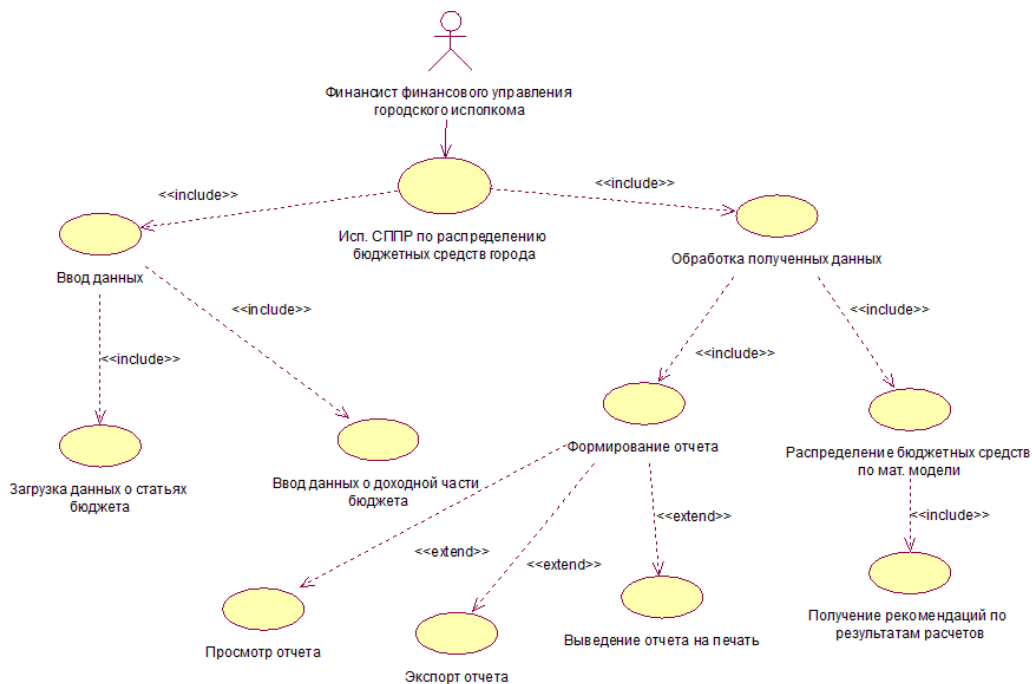 Финансист финансового управления
городского исполкома
<<include>>
<<include>>
Исп. СППР по распределению
бюджетных средств города
Обработка полученных данных
Ввод данных
<<include>>
<<include>>
<<include>>
<<include>>
Формирование отчета
Распределение бюджетных средств
по мат. модели
Загрузка данных о статьях
бюджета
Ввод данных о доходной части
бюджета
<<extend>>
<<include>>
<<extend>>
<<extend>>
Просмотр отчета
Экспорт отчета
Выведение отчета на печать
Получение рекомендаций по
результатам расчетов